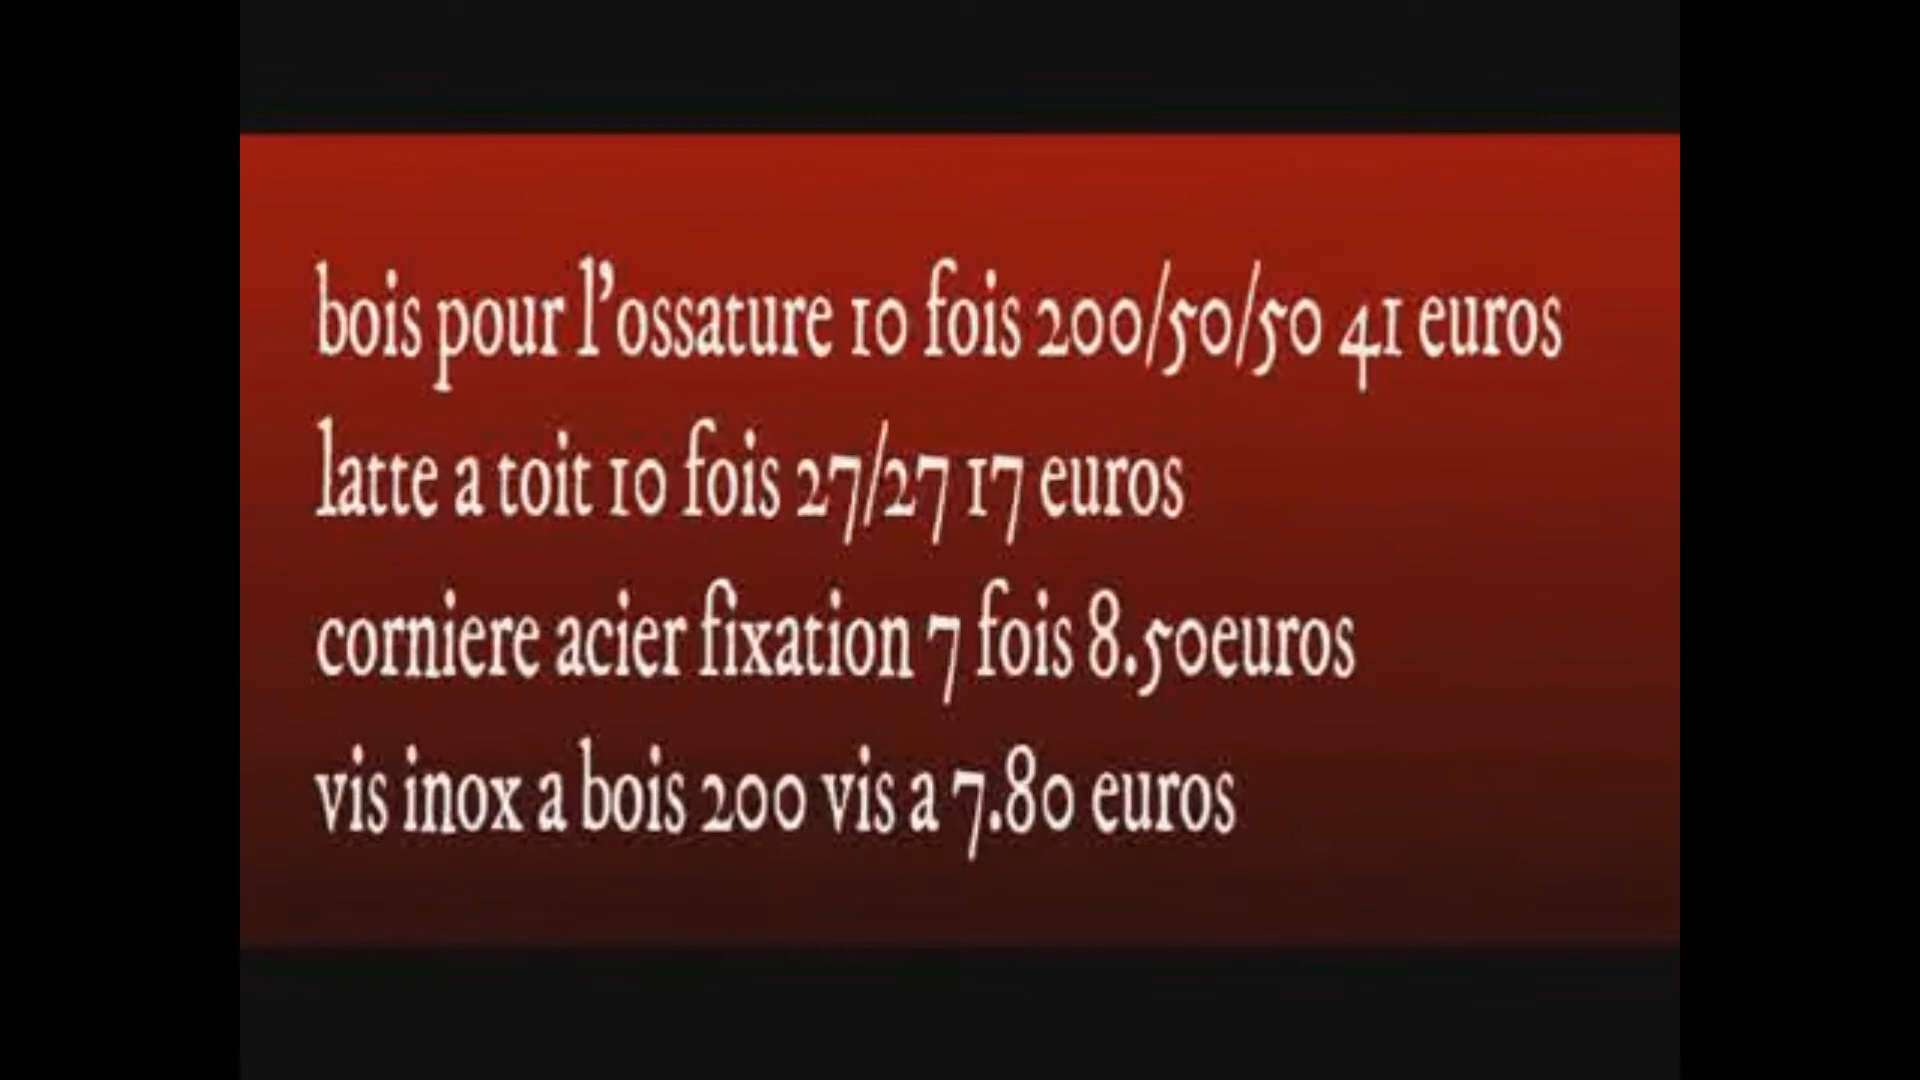 bois pour l'ossature 10 fois 200/50/50 41 euros
latte a toit 10 fois 27/27 17 euros
corniere acier fixation 7 fois 8.50euros
vis inox a bois 200 vis a 7.80 euros